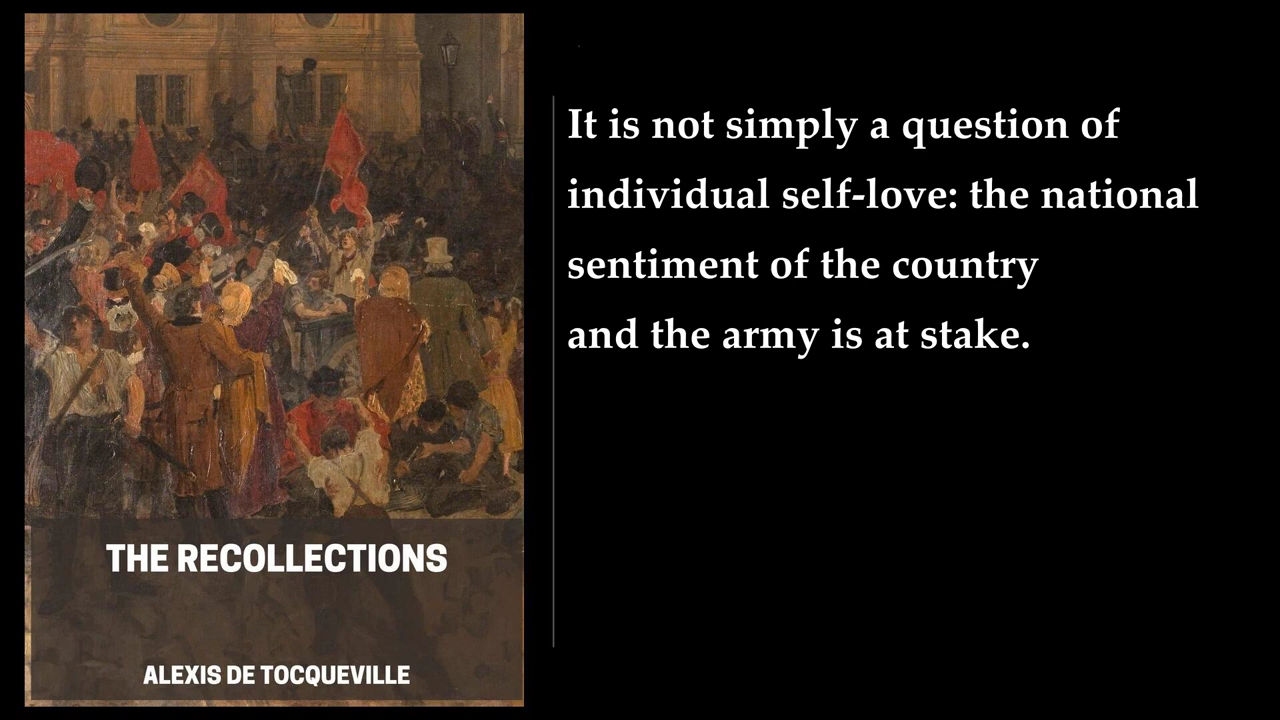 It is not simply a question of
individual self-love: the national
sentiment of the country
and the army is at stake.
THE RECOLLECTIONS
ALEXIS DE TOCQUEVILLE